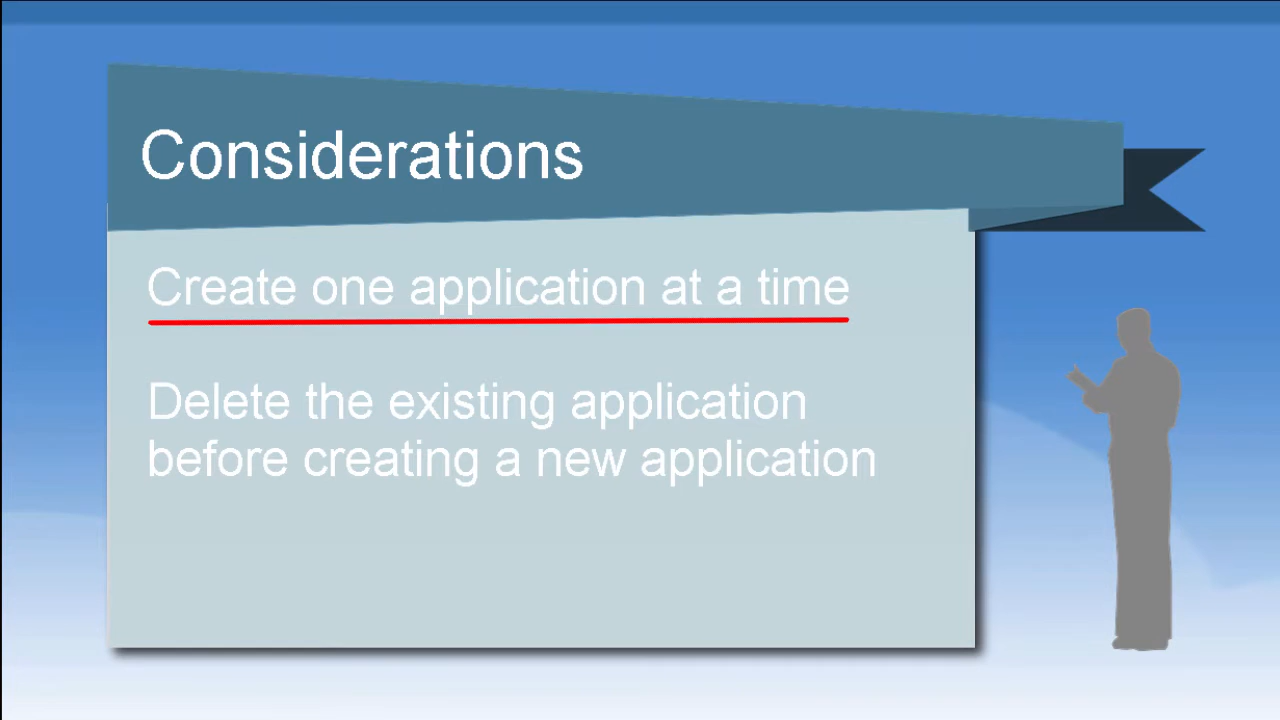 Considerations
Create one application at a time
Delete the existing application
before creating a new application